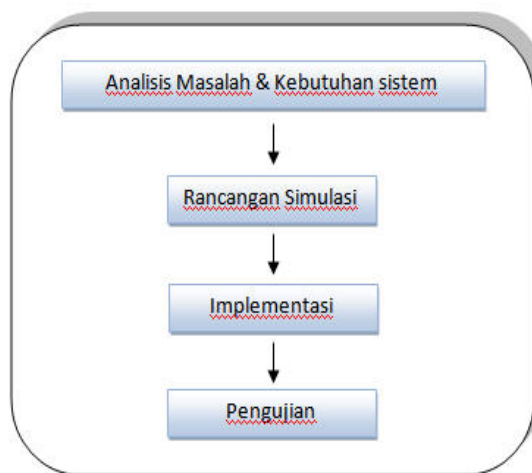 Analisis Masalah & Kebutuhan sistem
Rancangan Simulasi
Implementasi
Pengujian